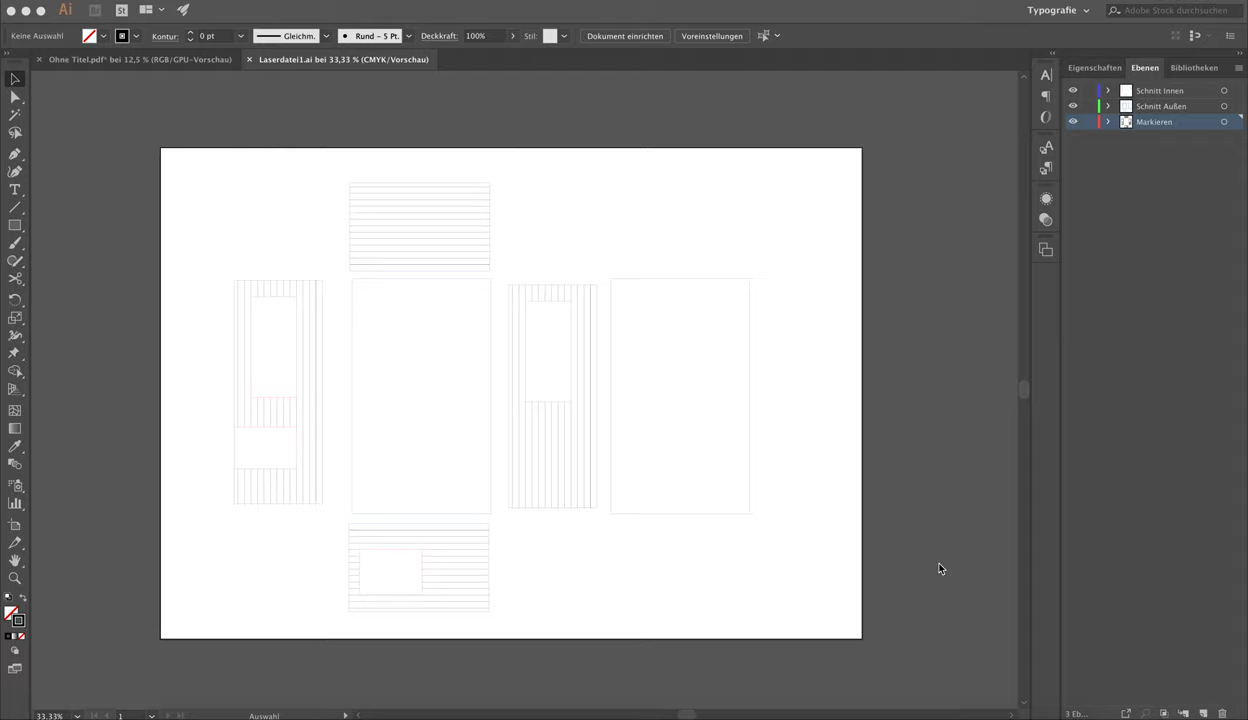 Ai
St
Typografie
Adobe Stock durchsuchen
Keine Auswahl
Kontur:
0 pt
Gleichm.
Rund – 5 Pt.
Deckkraft:
100%
Stil:
Dokument einrichten
Voreinstellungen
Ohne Titel.pdf* bei 12,5 % (RGB/GPU-Vorschau)
Laserdatei1.ai bei 33,33 % (CMYK/Vorschau)
Eigenschaften
Ebenen
Bibliotheken
Schnitt Innen
Schnitt Außen
Markieren
33,33%
1
Auswahl
3 Eb...